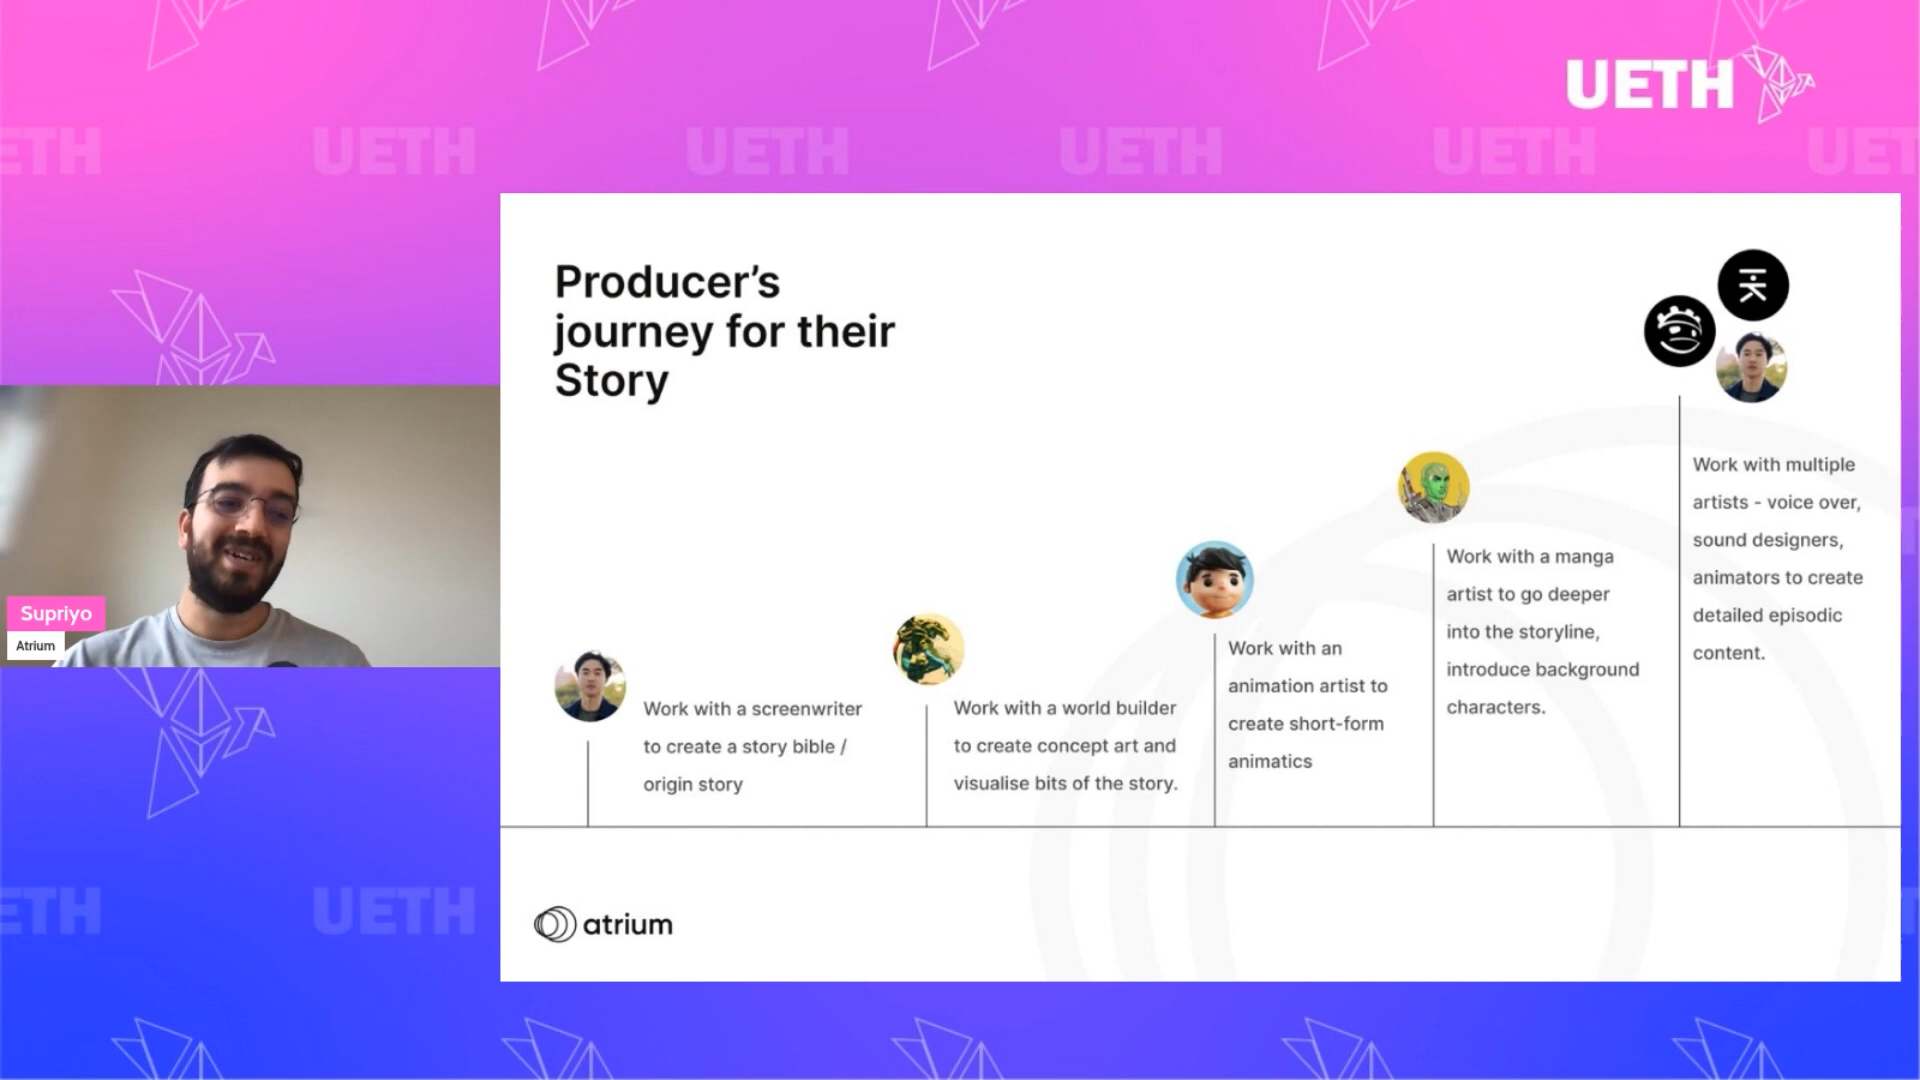 UETH
ETH UETH UETH UETH UETH UET
Producer's
journey for their
Story
Work with multiple
artists - voice over,
sound designers,
animators to create
detailed episodic
content.
Work with a manga
artist to go deeper
into the storyline,
introduce background
characters.
Work with an
animation artist to
create short-form
animatics
Work with a world builder
to create concept art and
visualise bits of the story.
Work with a screenwriter
to create a story bible /
origin story
Supriyo
Atrium
atrium
ETH UETH